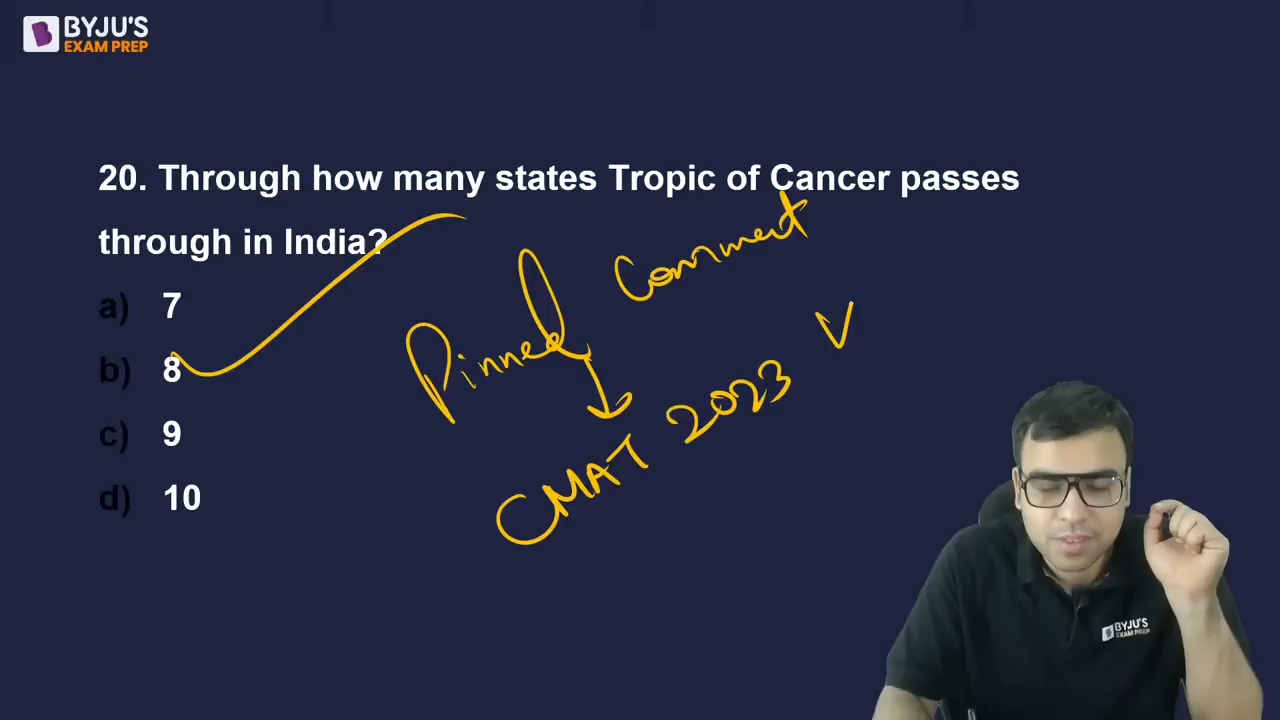 BYJU'S
EXAM PREP
20. Through how many states Tropic of Cancer passes
through in India?
a) 7
b) 8
c) 9
d) 10
Pinned Comment
CMAT 2023
BYJU'S
EXAM PREP